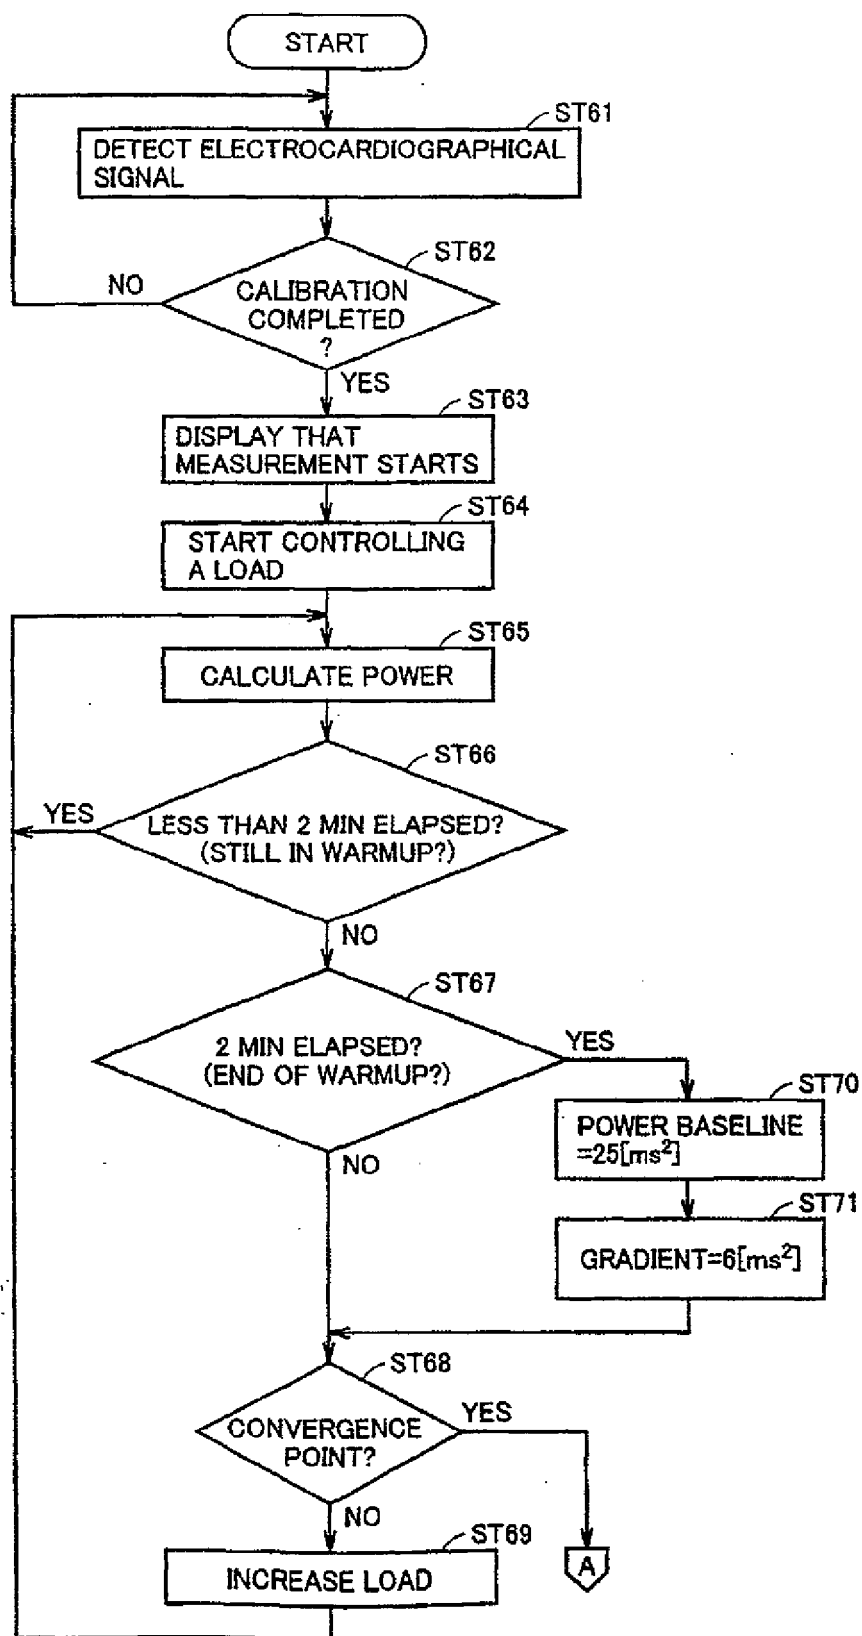 START
ST61
DETECT ELECTROCARDIOGRAPHICAL
SIGNAL
ST62
NO
CALIBRATION
COMPLETED
?
YES
ST63
DISPLAY THAT
MEASUREMENT STARTS
ST64
START CONTROLLING
A LOAD
ST65
CALCULATE POWER
ST66
YES
LESS THAN 2 MIN ELAPSED?
(STILL IN WARMUP?)
NO
ST67
2 MIN ELAPSED?
(END OF WARMUP?)
YES
NO
ST70
POWER BASELINE
=25[ms²]
ST71
GRADIENT=6[ms²]
ST68
CONVERGENCE
POINT?
YES
NO
ST69
INCREASE LOAD
A